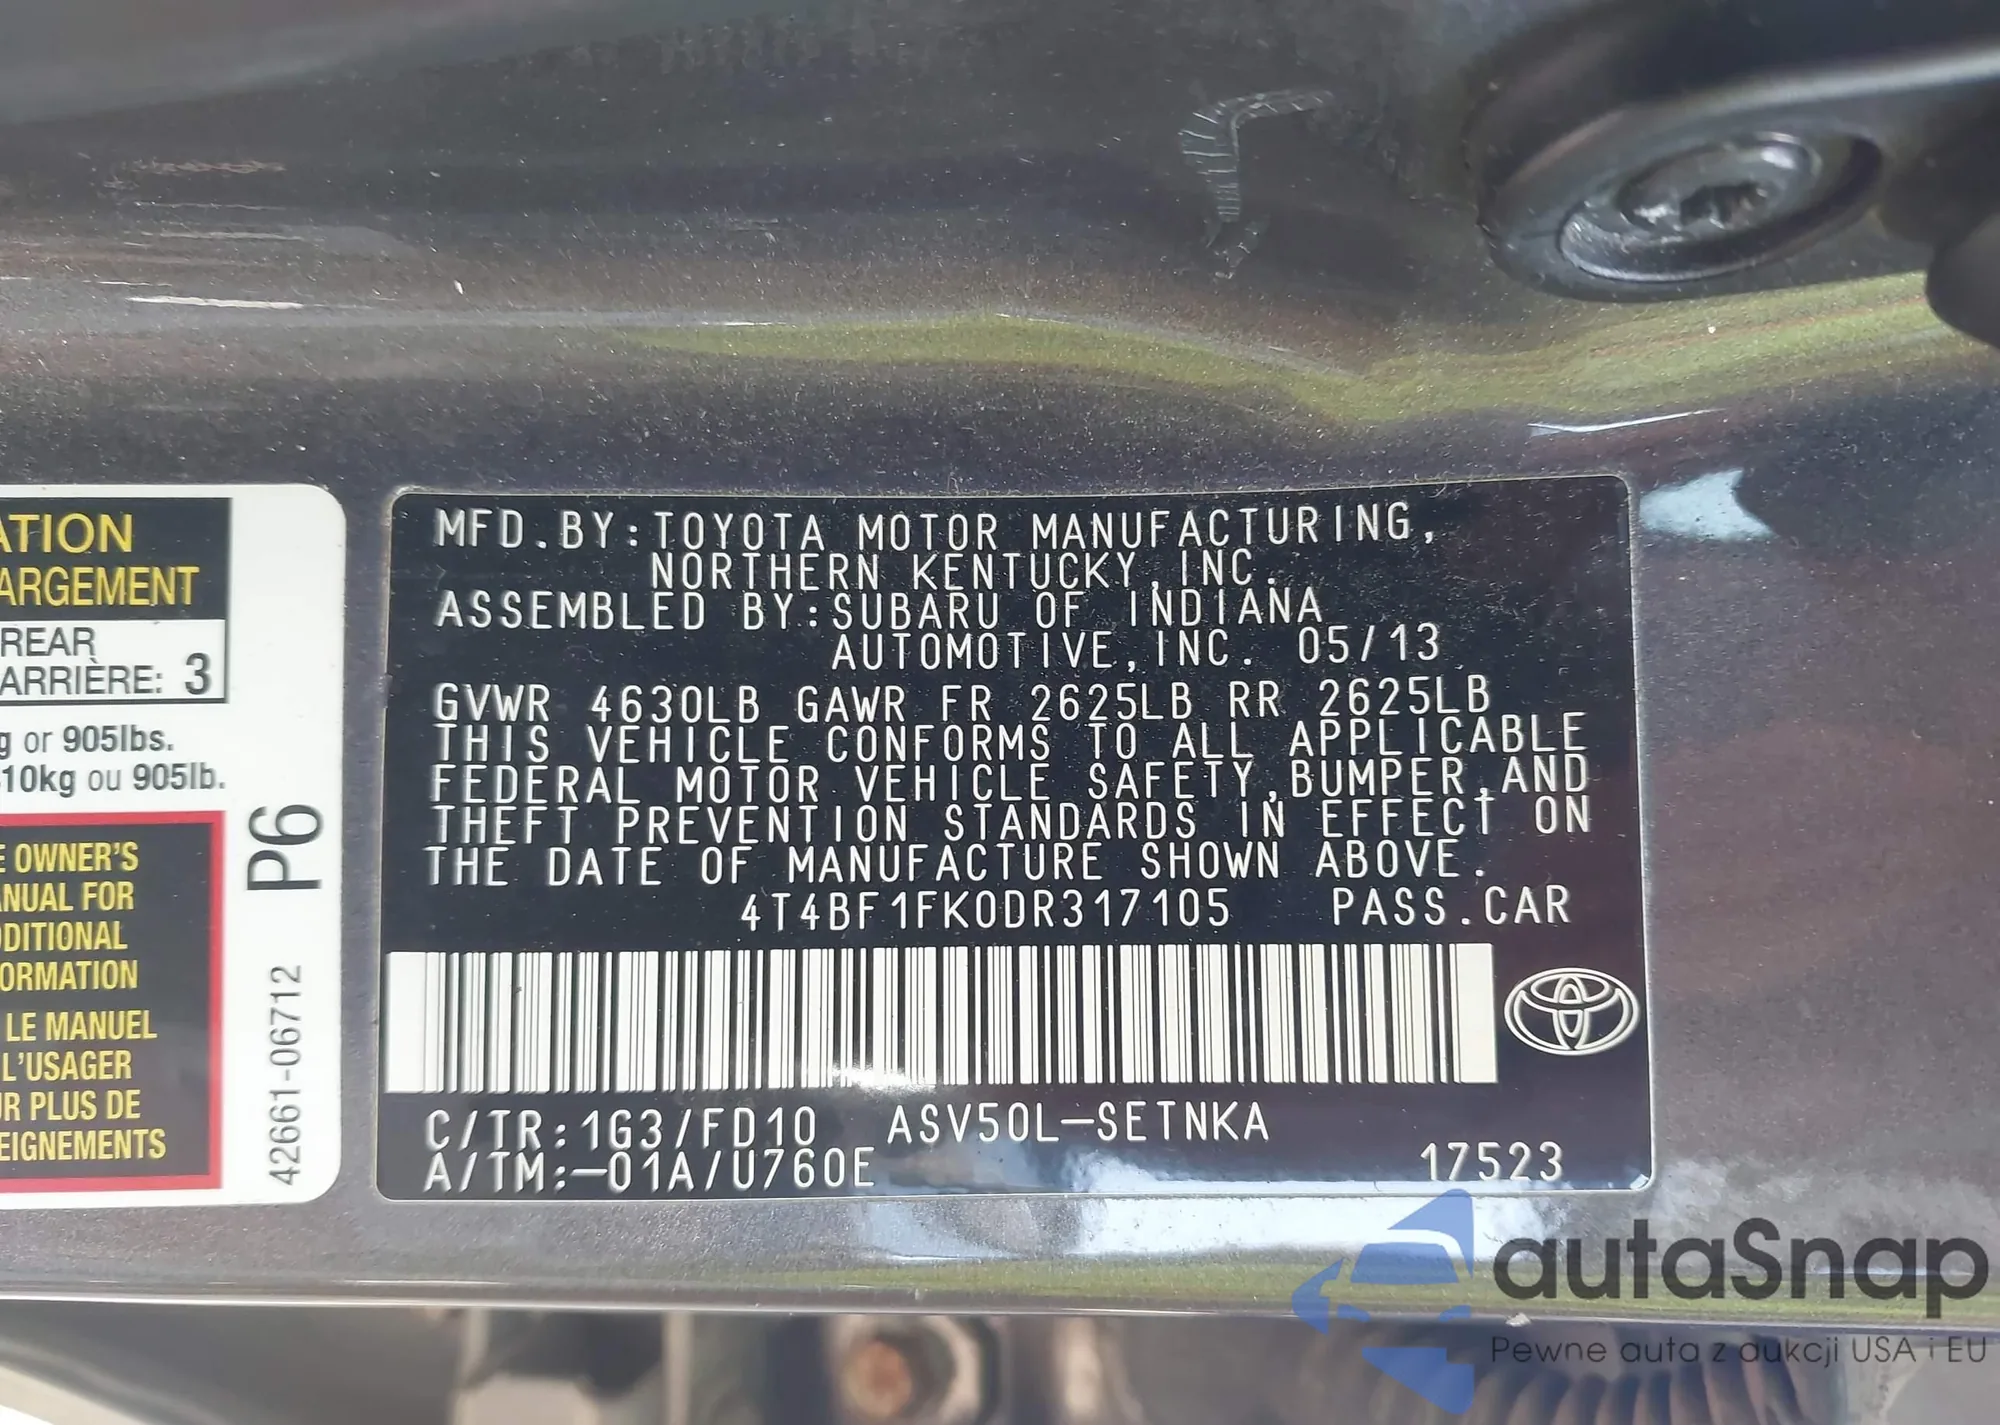 ATION
ARGEMENT
REAR
ARRIÈRE: 3
g or 905lbs.
10kg ou 905lb.
E OWNER'S
ANUAL FOR
DDITIONAL
FORMATION
LE MANUEL
L'USAGER
UR PLUS DE
EIGNEMENTS
P6
42661-06712
MFD.BY:TOYOTA MOTOR MANUFACTURING,
NORTHERN KENTUCKY,INC.
ASSEMBLED BY:SUBARU OF INDIANA
AUTOMOTIVE,INC. 05/13
GVWR 4630LB GAWR FR 2625LB RR 2625LB
THIS VEHICLE CONFORMS TO ALL APPLICABLE
FEDERAL MOTOR VEHICLE SAFETY,BUMPER,AND
THEFT PREVENTION STANDARDS IN EFFECT ON
THE DATE OF MANUFACTURE SHOWN ABOVE.
4T4BF1FK0DR317105 PASS.CAR
C/TR:1G3/FD10 ASV50L-SETNKA
A/TM:-01A/U760E 17523
autaSnap
Pewne auta z aukcji USA i EU